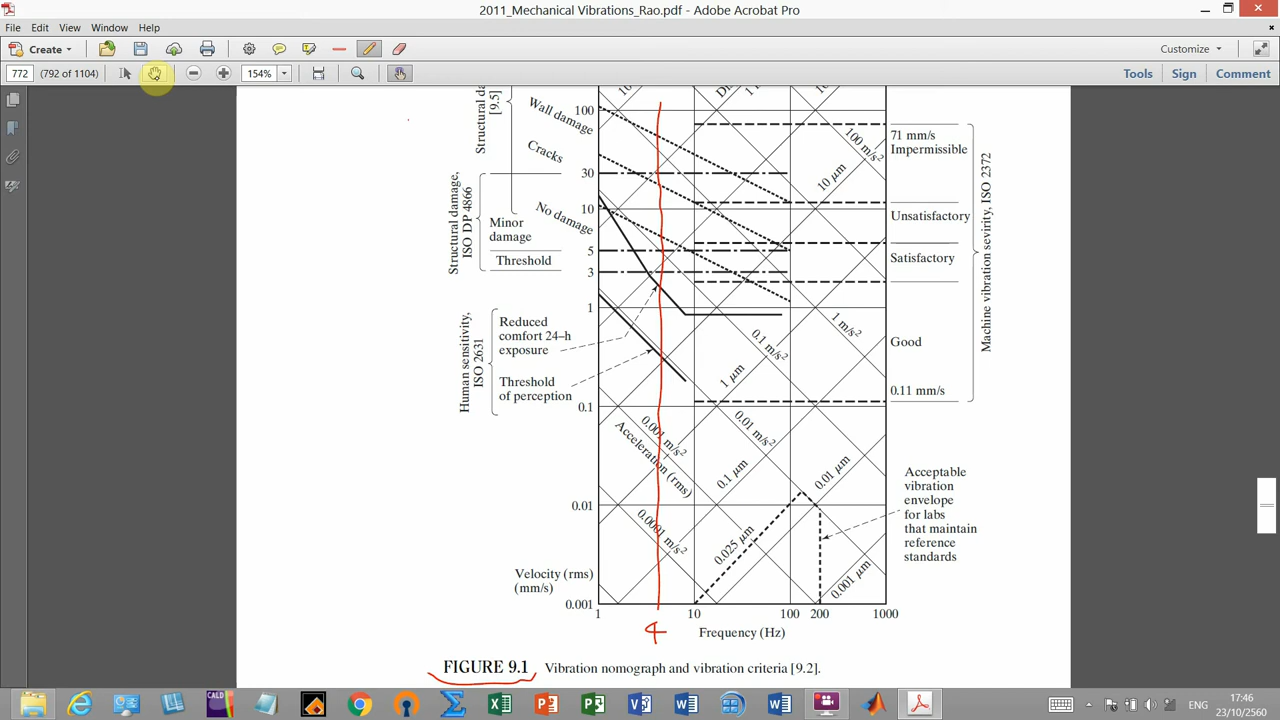 2011_Mechanical Vibrations_Rao.pdf - Adobe Acrobat Pro
File Edit View Window Help
Create
Customize
772 (792 of 1104) 154%
Tools Sign Comment
Structural da
[9.5]
Wall damage
Cracks
No damage
Structural damage,
ISO DP 4866
Minor
damage
Threshold
Human sensitivity,
ISO 2631
Reduced
comfort 24–h
exposure
Threshold
of perception
100
30
10
5
3
1
0.1
0.01
0.001
Velocity (rms)
(mm/s)
100 m/s²
10 μm
1 m/s²
0.1 m/s²
1 μm
0.01 m/s²
0.001 m/s²
Acceleration (rms)
0.1 μm
0.01 μm
0.0001 m/s²
0.025 μm
0.001 μm
71 mm/s
Impermissible
Unsatisfactory
Satisfactory
Good
0.11 mm/s
Machine vibration sevirity, ISO 2372
Acceptable
vibration
envelope
for labs
that maintain
reference
standards
1 10 100 200 1000
4
Frequency (Hz)
FIGURE 9.1 Vibration nomograph and vibration criteria [9.2].
CALD
ENG
17:46
23/10/2560